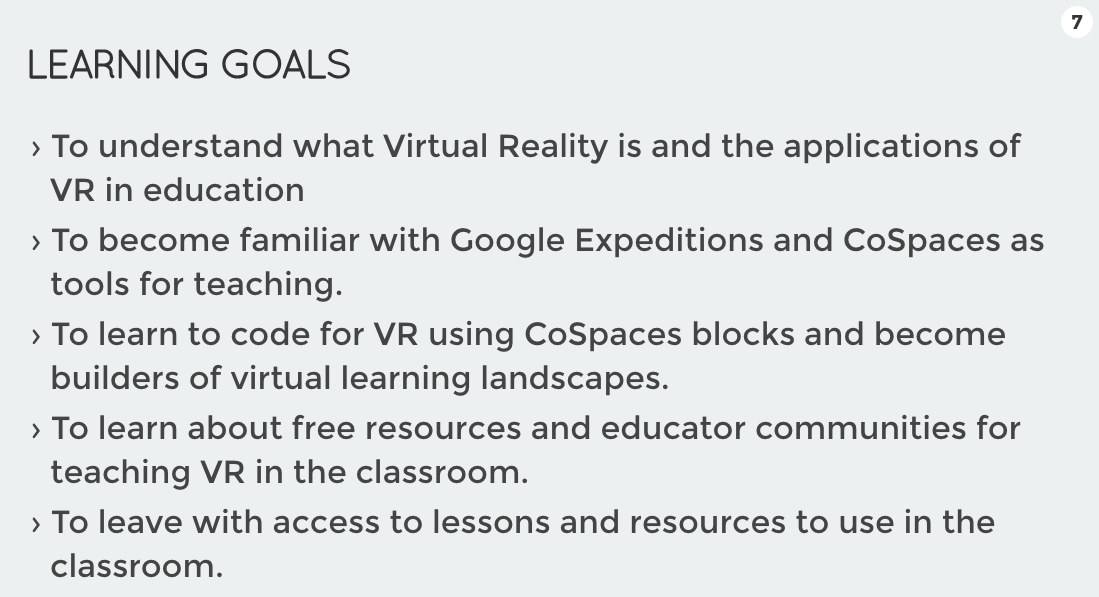 7
LEARNING GOALS
› To understand what Virtual Reality is and the applications of
VR in education
› To become familiar with Google Expeditions and CoSpaces as
tools for teaching.
› To learn to code for VR using CoSpaces blocks and become
builders of virtual learning landscapes.
› To learn about free resources and educator communities for
teaching VR in the classroom.
› To leave with access to lessons and resources to use in the
classroom.